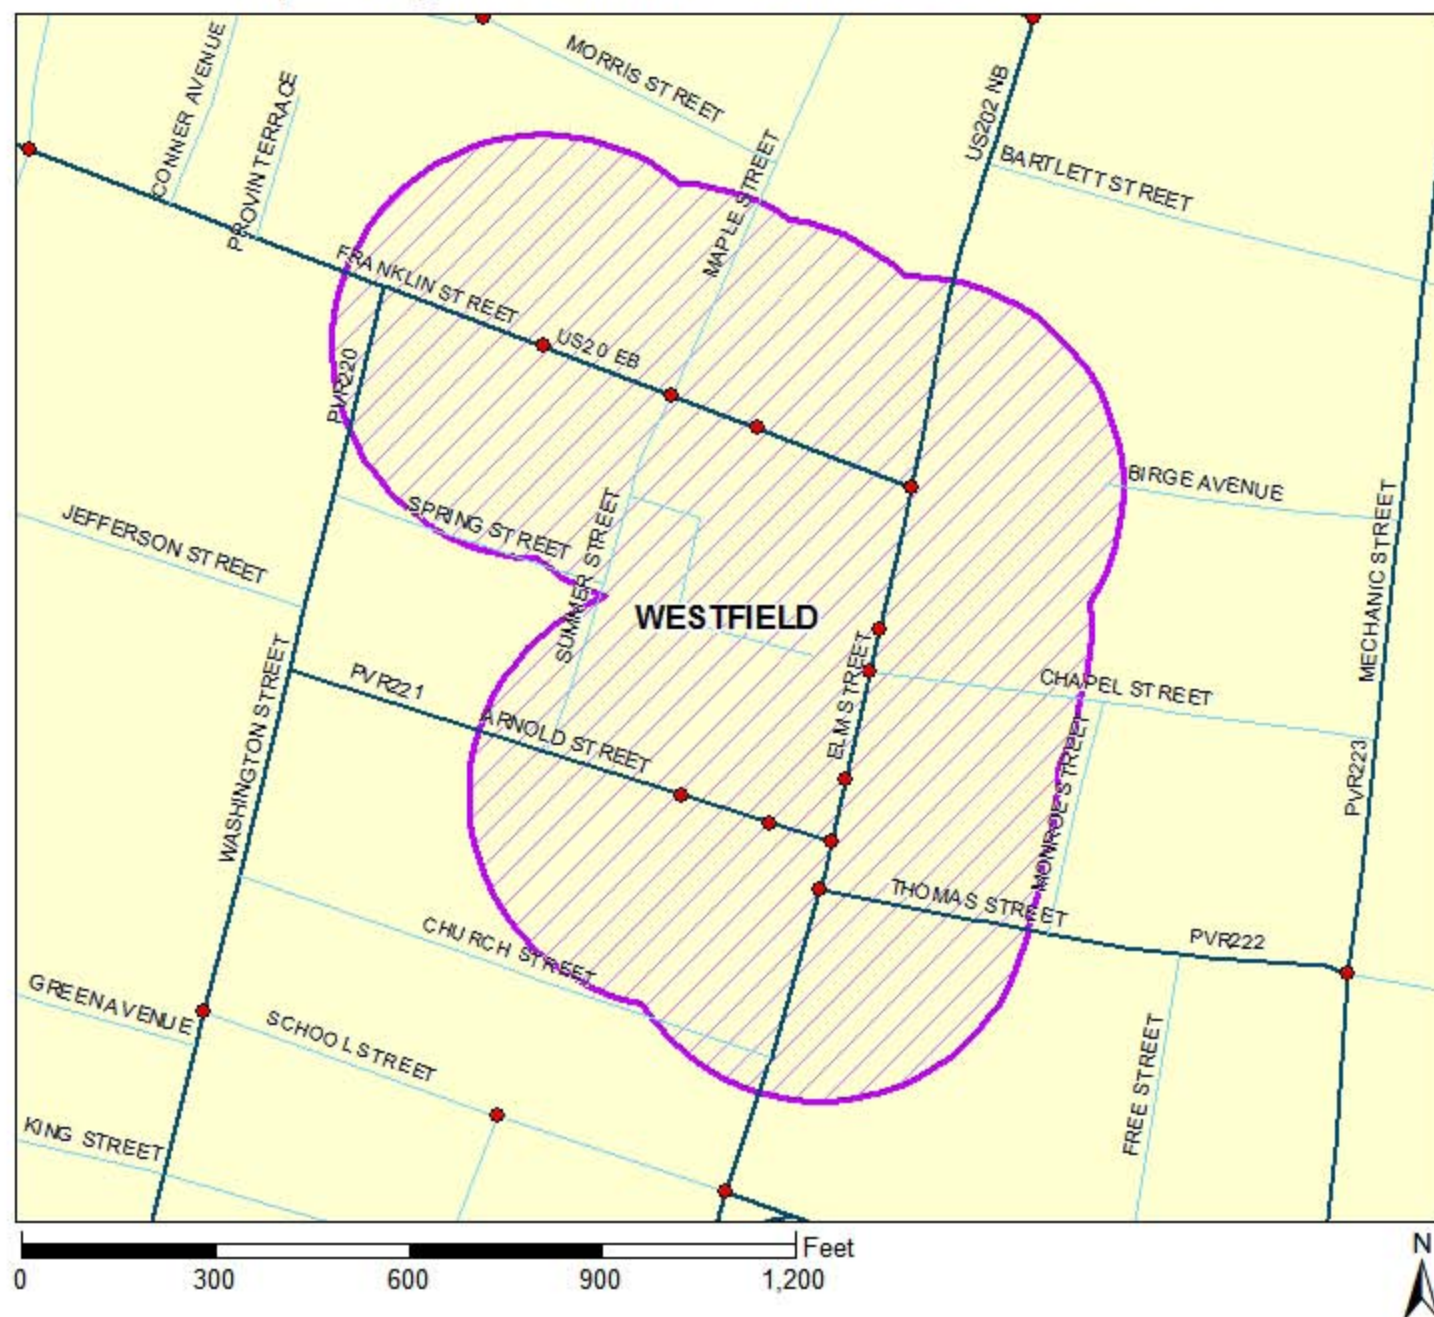 MORRIS STREET
CONNER AVENUE
PROVIN TERRACE
US202 NB
BARTLETT STREET
MAPLE STREET
FRANKLIN STREET
US20 EB
PVR220
BIRGE AVENUE
SPRING STREET
JEFFERSON STREET
SUMMER STREET
WESTFIELD
MECHANIC STREET
ELM STREET
CHAPEL STREET
PVR221
WASHINGTON STREET
ARNOLD STREET
MONROE STREET
PVR223
THOMAS STREET
PVR222
CHURCH STREET
GREEN AVENUE
SCHOOL STREET
FREE STREET
KING STREET
Feet
0 300 600 900 1,200
N